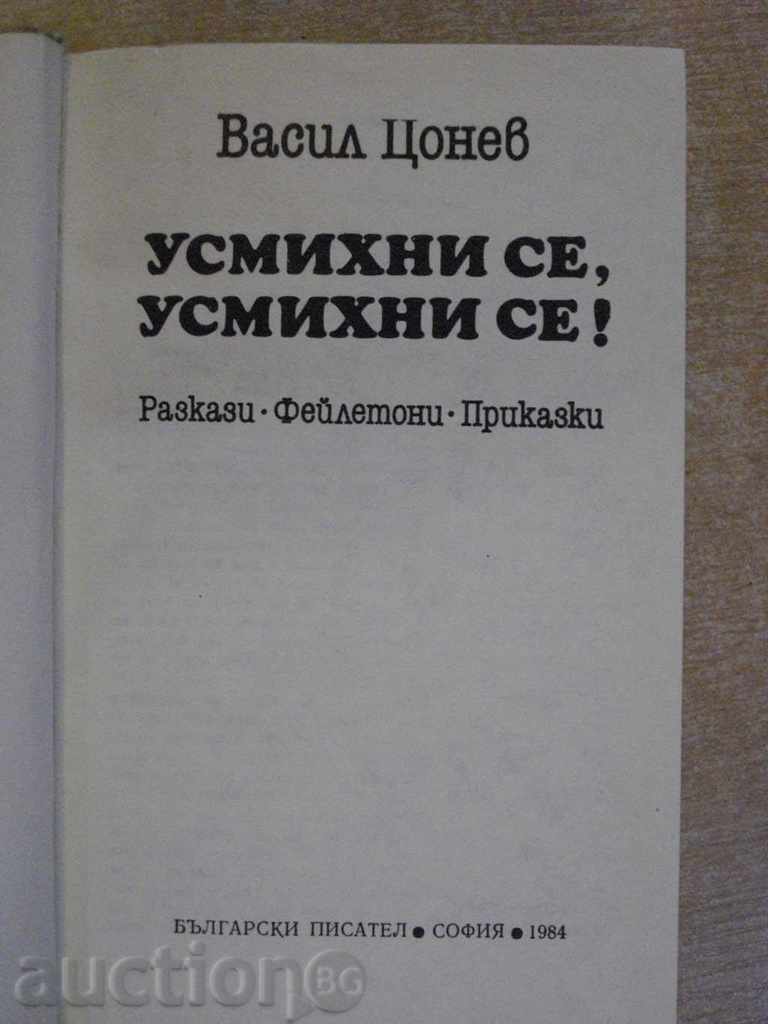 Васил Цонев
УСМИХНИ СЕ,
УСМИХНИ СЕ!
Разкази · Фейлетони · Приказки
БЪЛГАРСКИ ПИСАТЕЛ ● СОФИЯ ● 1984
auctionBG